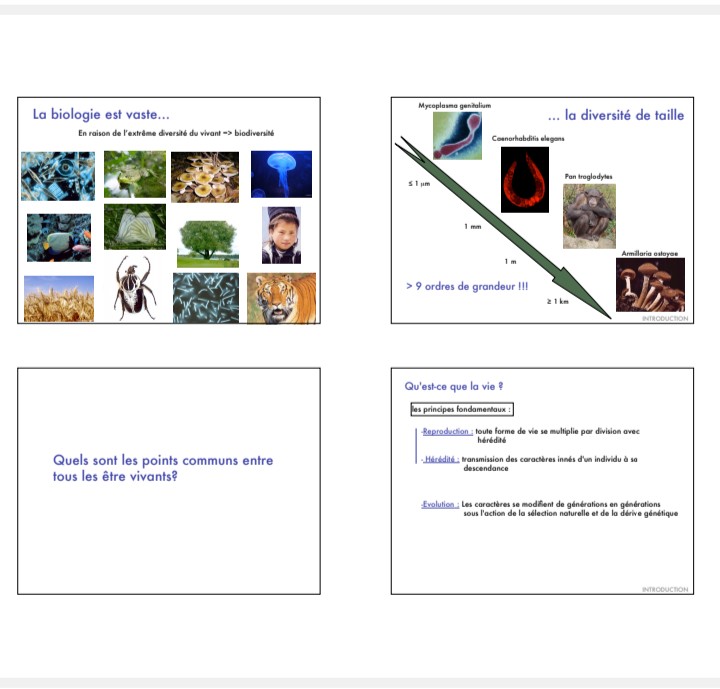 La biologie est vaste...
En raison de l'extrême diversité du vivant => biodiversité
... la diversité de taille
Mycoplasma genitalium
Caenorhabditis elegans
Pan troglodytes
Armillaria ostoyae
≤ 1 µm
1 mm
1 m
≥ 1 km
> 9 ordres de grandeur !!!
INTRODUCTION
Quels sont les points communs entre
tous les être vivants?
Qu'est-ce que la vie ?
les principes fondamentaux :
-Reproduction : toute forme de vie se multiplie par division avec
hérédité
- Hérédité : transmission des caractères innés d'un individu à sa
descendance
-Evolution : Les caractères se modifient de générations en générations
sous l'action de la sélection naturelle et de la dérive génétique
INTRODUCTION